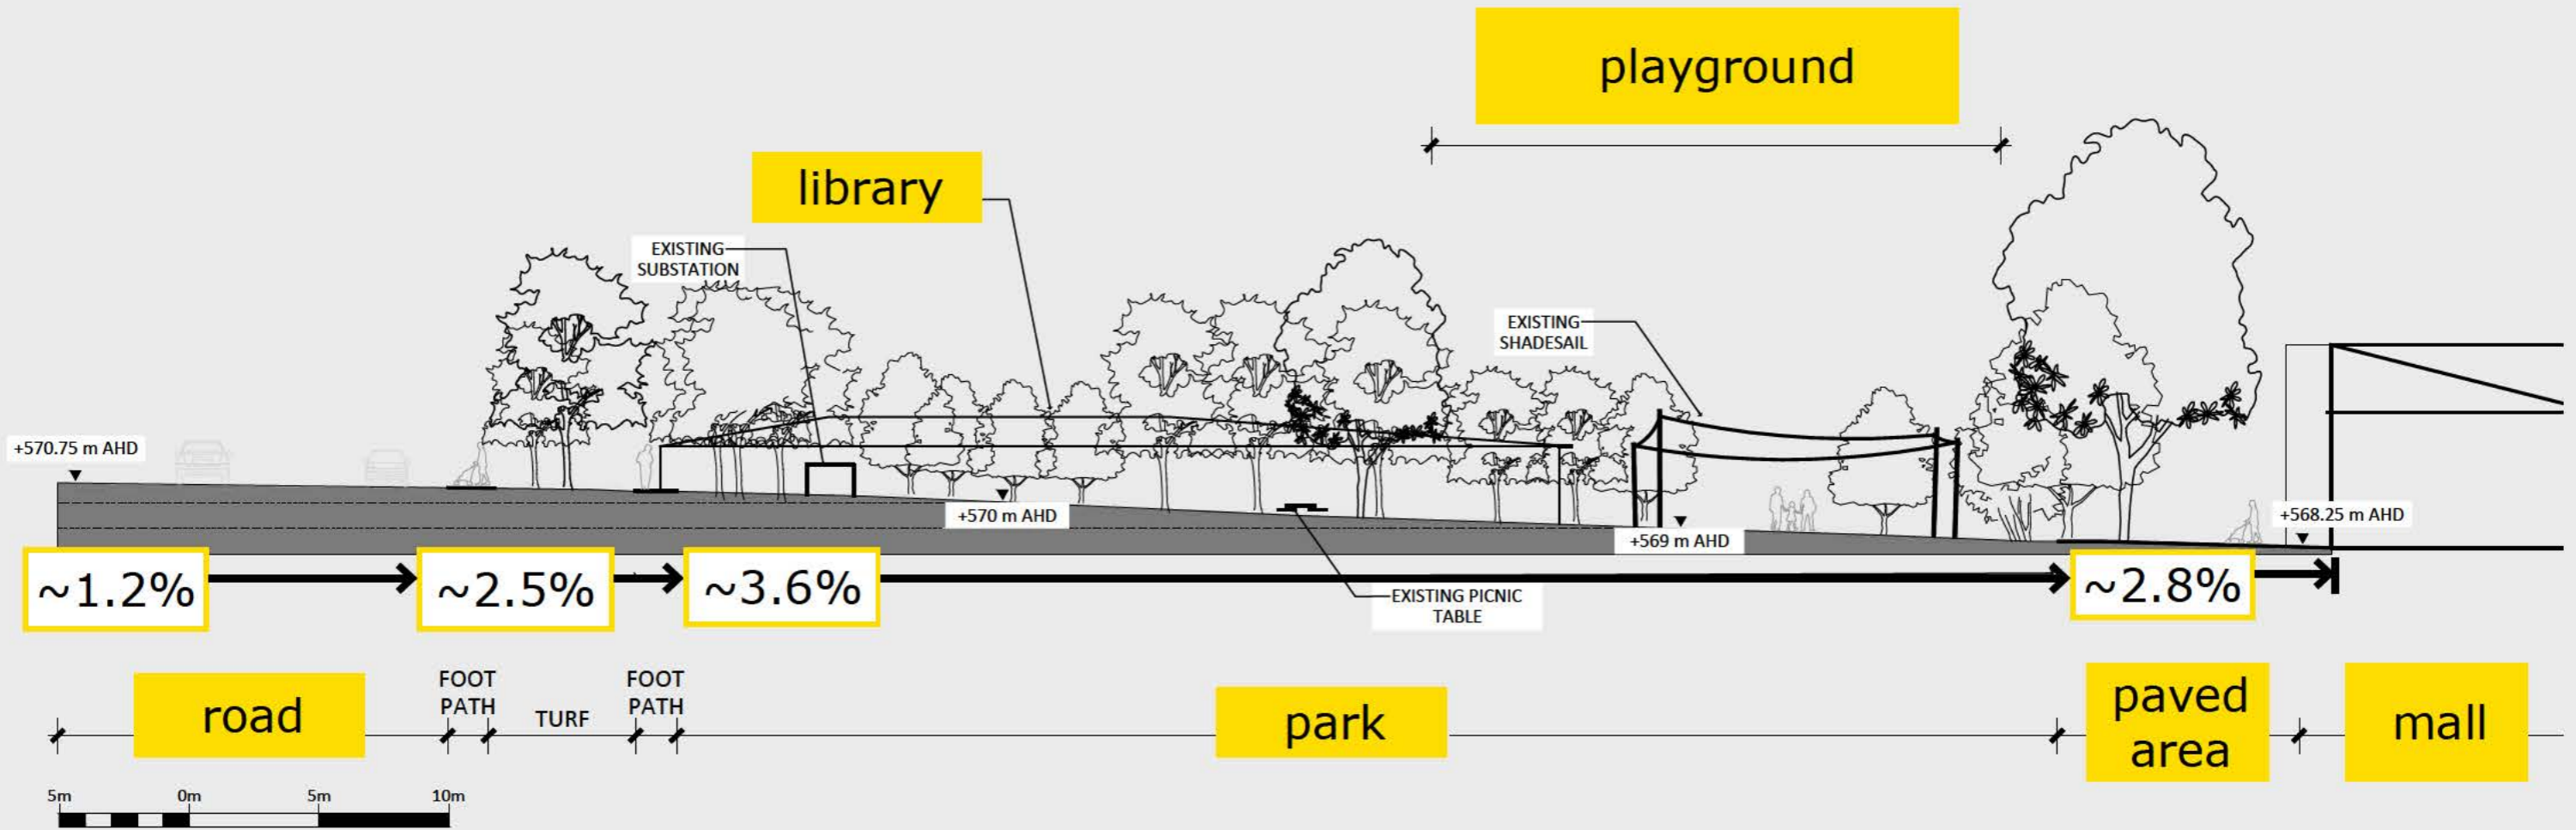 playground
library
EXISTING
SUBSTATION
EXISTING
SHADESAIL
+570.75 m AHD
+570 m AHD
+569 m AHD
+568.25 m AHD
~1.2%
~2.5%
~3.6%
~2.8%
EXISTING PICNIC
TABLE
road
FOOT
PATH
TURF
FOOT
PATH
park
paved
area
mall
5m 0m 5m 10m